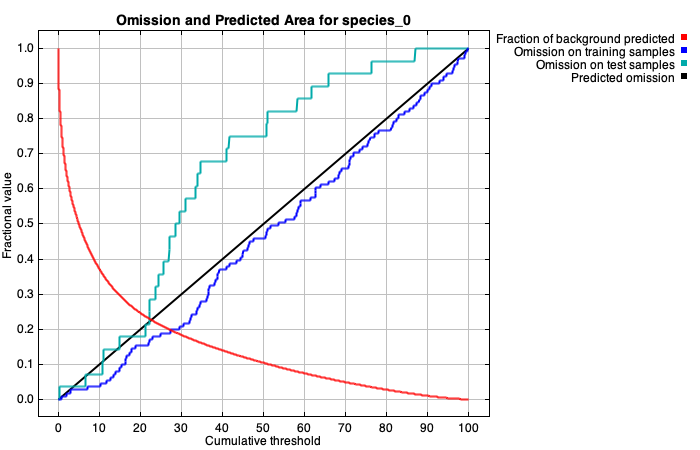 Omission and Predicted Area for species_0
Fraction of background predicted
Omission on training samples
Omission on test samples
Predicted omission
Fractional value
1.0
0.9
0.8
0.7
0.6
0.5
0.4
0.3
0.2
0.1
0.0
0 10 20 30 40 50 60 70 80 90 100
Cumulative threshold